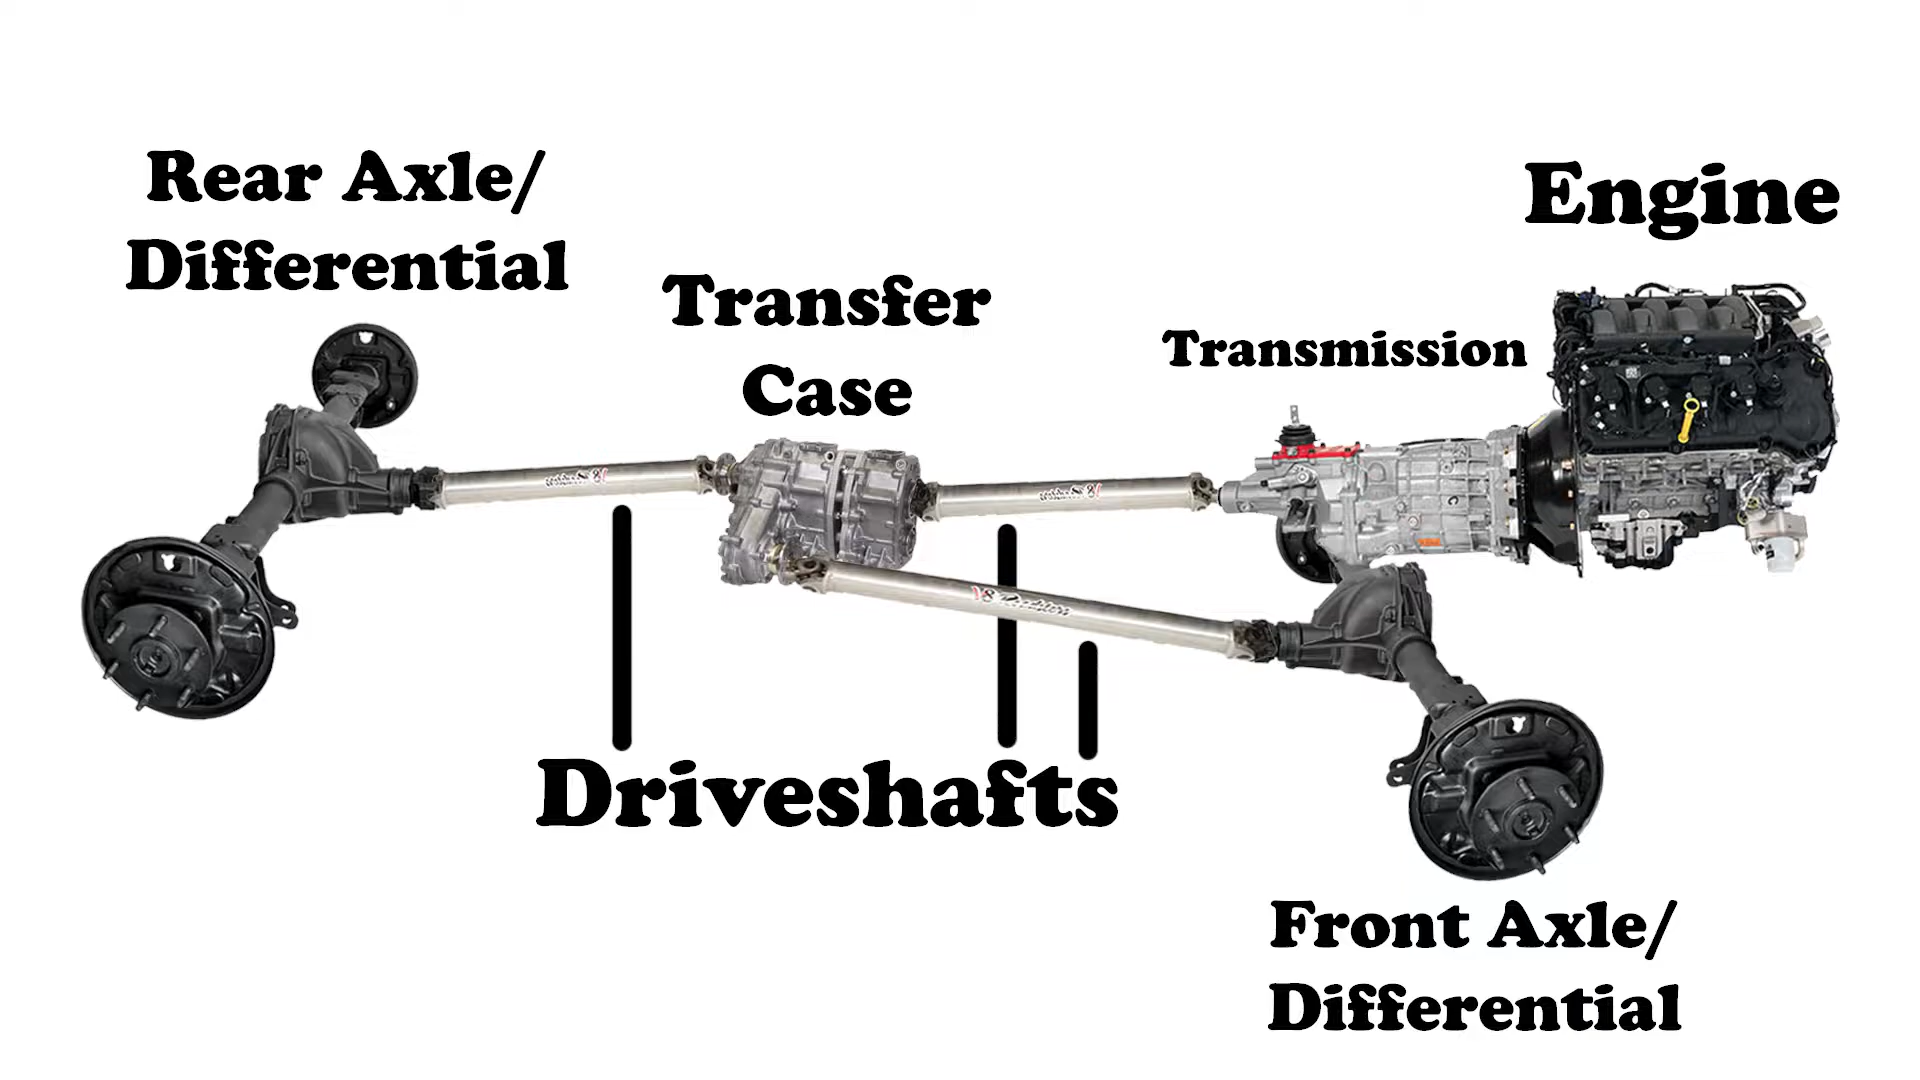 Rear Axle/
Differential
Transfer
Case
Engine
Transmission
Driveshafts
Front Axle/
Differential